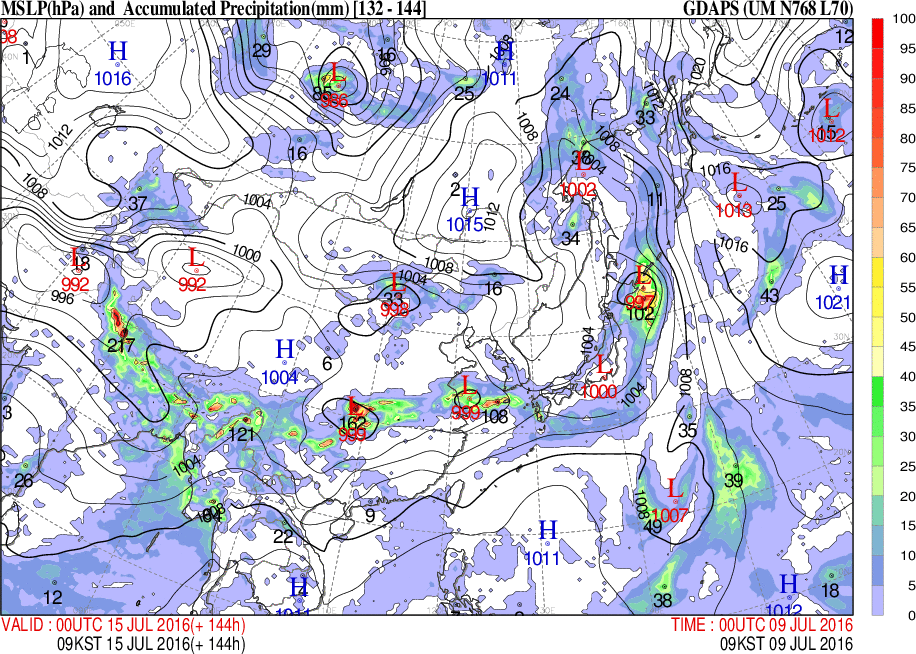 MSLP(hPa) and Accumulated Precipitation(mm) [132 - 144] GDAPS (UM N768 L70)
98 1 H 1016 29 L 85 986 16 H 1011 25 24 33 1020 12 L 15 1012
1012 1008 37 16 1004 2 H 1015 1012 1008 1008 1004 L 1002 34 11 1016 L 1013 25 1016
L 18 992 996 L 992 1000 1008 1004 L 33 998 16 L 997 102 43 H 1021
217 H 1004 6 1004 L 1000 1004 1008
3 121 L 162 999 L 999 108 35
26 1004 9 22 1008 L 1007 49 39
12 H 1011 H 1011 38 H 1012 18
100
95
90
85
80
75
70
65
60
55
50
45
40
35
30
25
20
15
10
5
0
VALID : 00UTC 15 JUL 2016(+ 144h) TIME : 00UTC 09 JUL 2016
09KST 15 JUL 2016(+ 144h) 09KST 09 JUL 2016